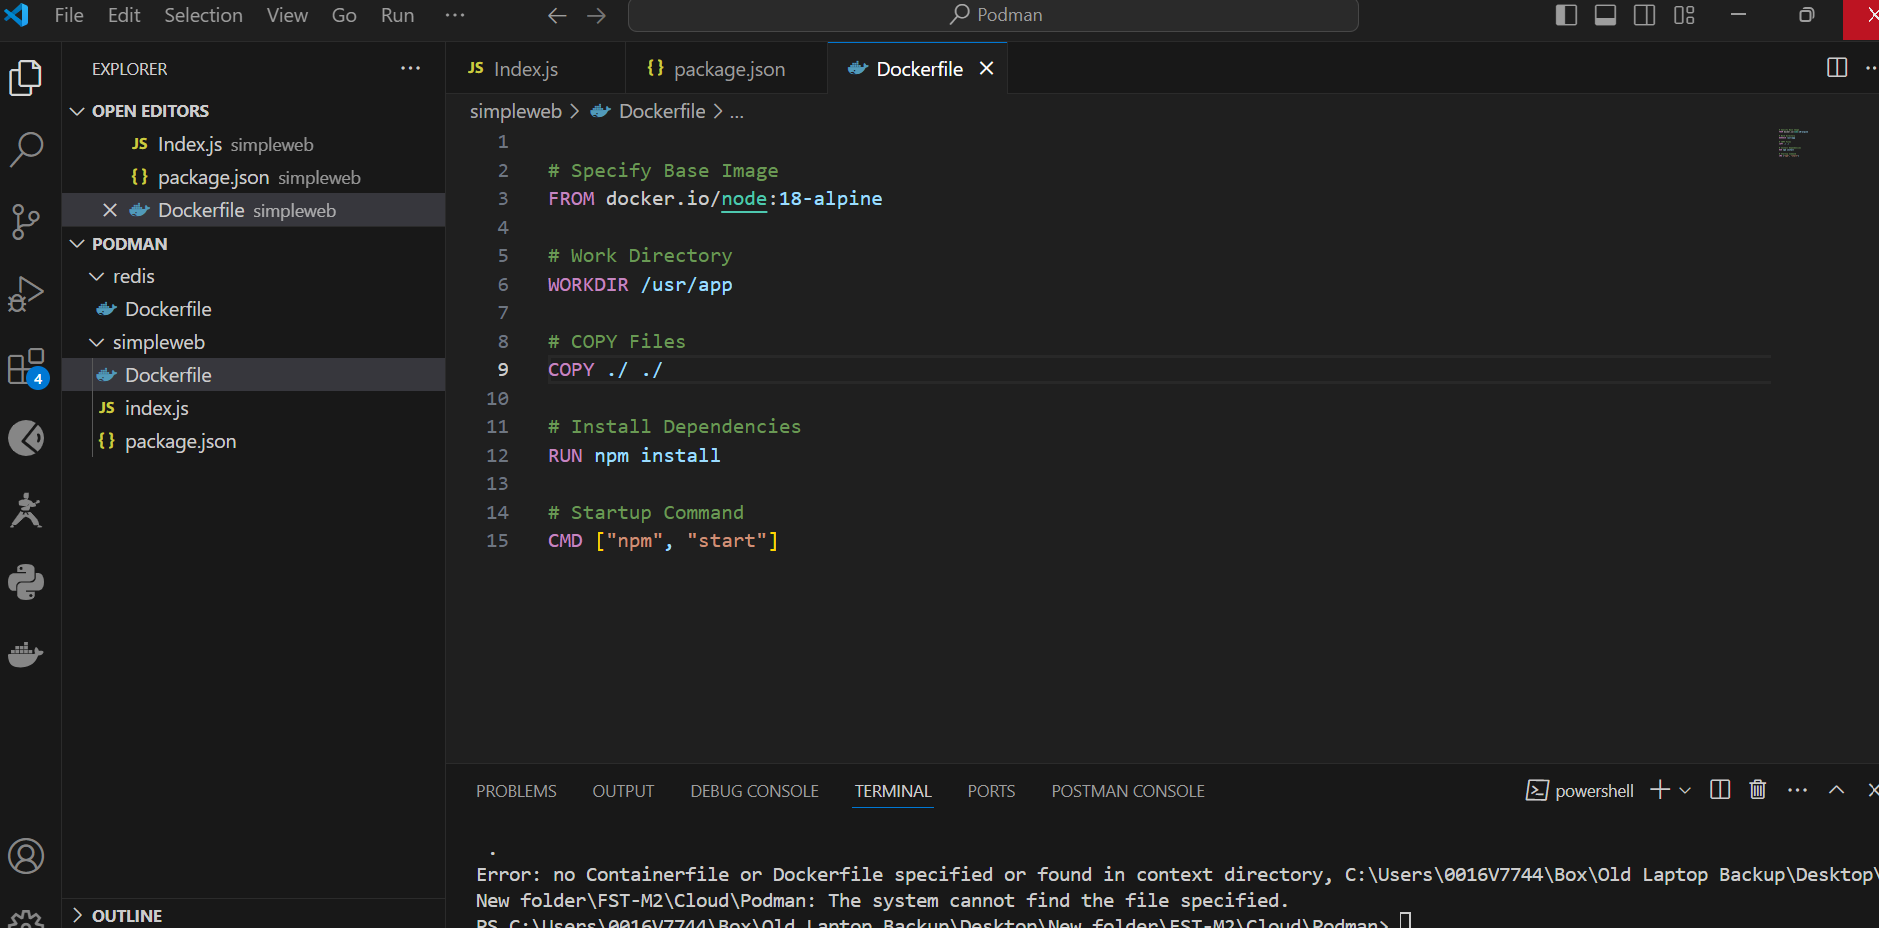 File Edit Selection View Go Run ···
Podman
EXPLORER ···
OPEN EDITORS
JS Index.js simpleweb
{} package.json simpleweb
Dockerfile simpleweb
PODMAN
redis
Dockerfile
simpleweb
Dockerfile
JS index.js
{} package.json
4
OUTLINE
JS Index.js
{} package.json
Dockerfile
simpleweb > Dockerfile > ...
1
2 # Specify Base Image
3 FROM docker.io/node:18-alpine
4
5 # Work Directory
6 WORKDIR /usr/app
7
8 # COPY Files
9 COPY ./ ./
10
11 # Install Dependencies
12 RUN npm install
13
14 # Startup Command
15 CMD ["npm", "start"]
PROBLEMS OUTPUT DEBUG CONSOLE TERMINAL PORTS POSTMAN CONSOLE
powershell
.
Error: no Containerfile or Dockerfile specified or found in context directory, C:\Users\0016V7744\Box\Old Laptop Backup\Desktop\
New folder\FST-M2\Cloud\Podman: The system cannot find the file specified.
PS C:\Users\0016V7744\Box\Old Laptop Backup\Desktop\New folder\FST-M2\Cloud\Podman>